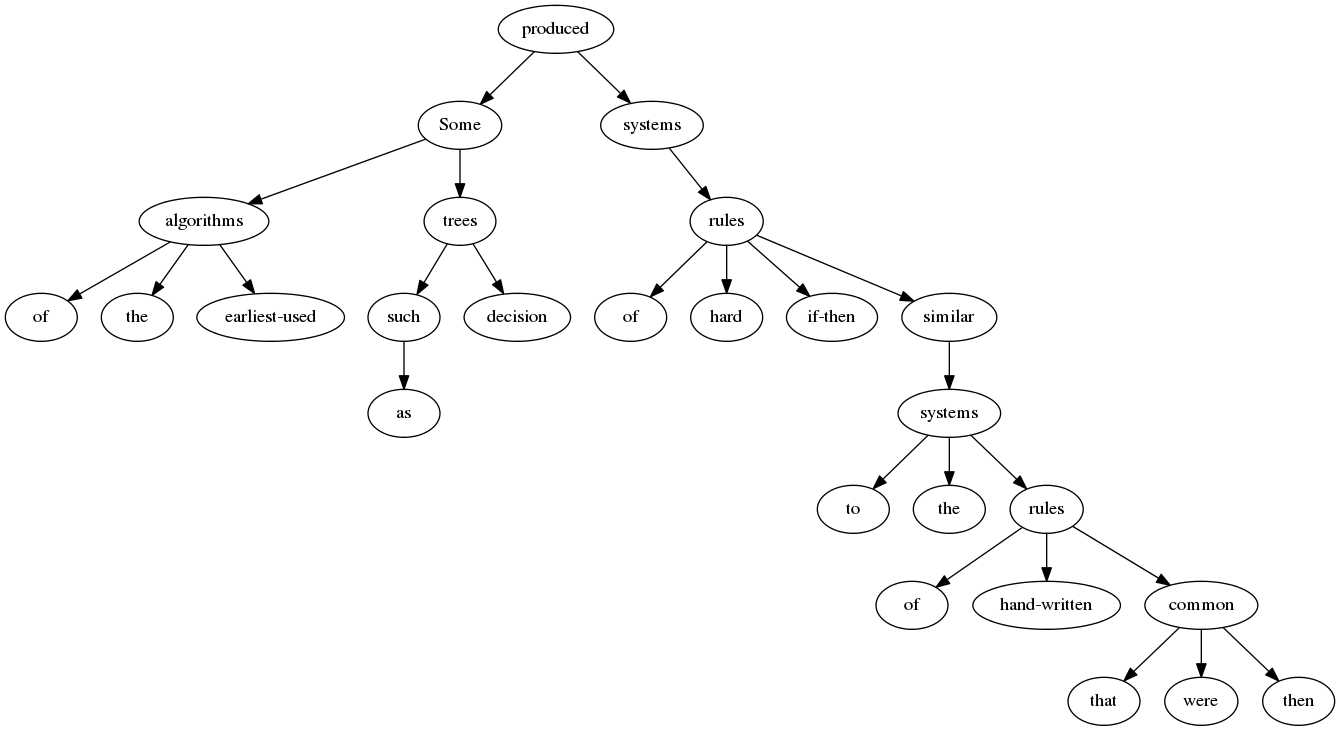 produced
Some systems
algorithms trees rules
of the earliest-used such decision of hard if-then similar
as systems
to the rules
of hand-written common
that were then